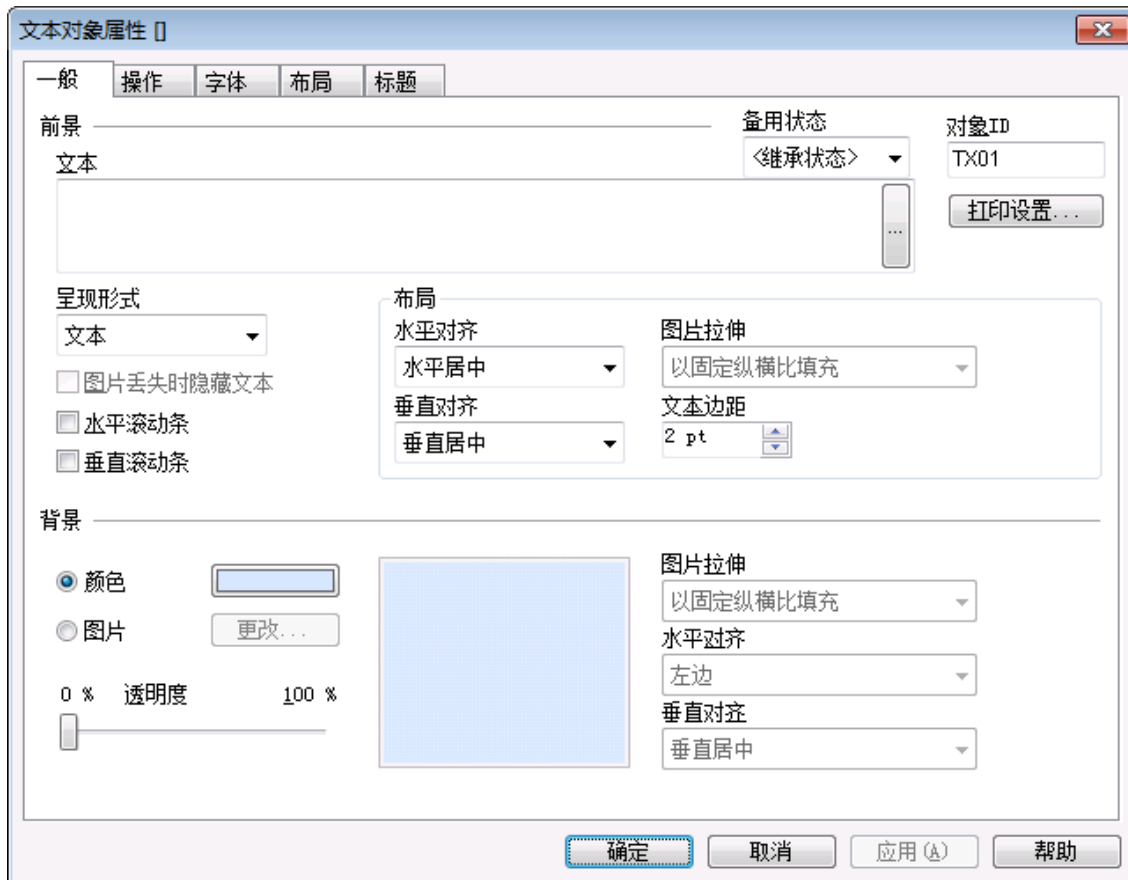 文本对象属性 []
一般 操作 字体 布局 标题
前景 备用状态 对象ID
文本 <继承状态> TX01
... 打印设置...
呈现形式 布局
文本 水平对齐 图片拉伸
水平居中 以固定纵横比填充
图片丢失时隐藏文本 垂直对齐 文本边距
水平滚动条 垂直居中 2 pt
垂直滚动条
背景
颜色 图片拉伸
以固定纵横比填充
图片 更改... 水平对齐
左边
0 % 透明度 100 % 垂直对齐
垂直居中
确定 取消 应用(A) 帮助